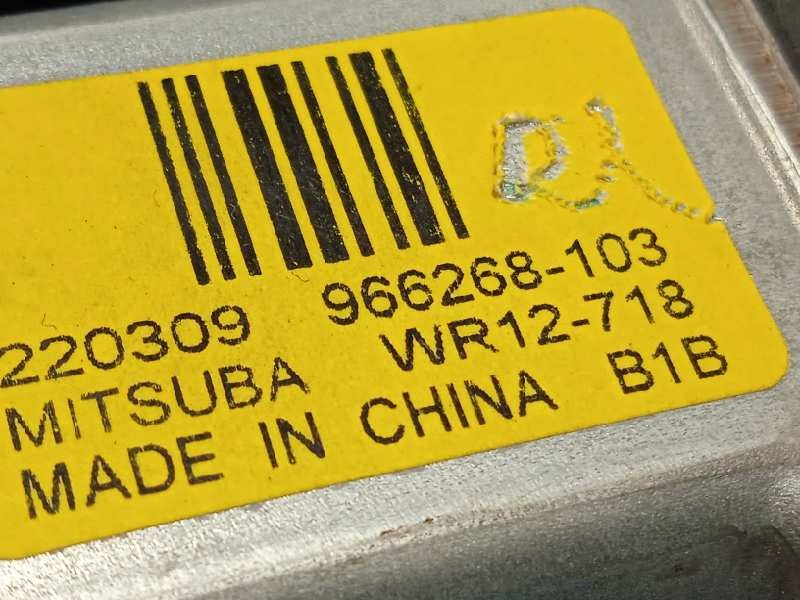 220309 966268-103
MITSUBA WR12-718
MADE IN CHINA B1B